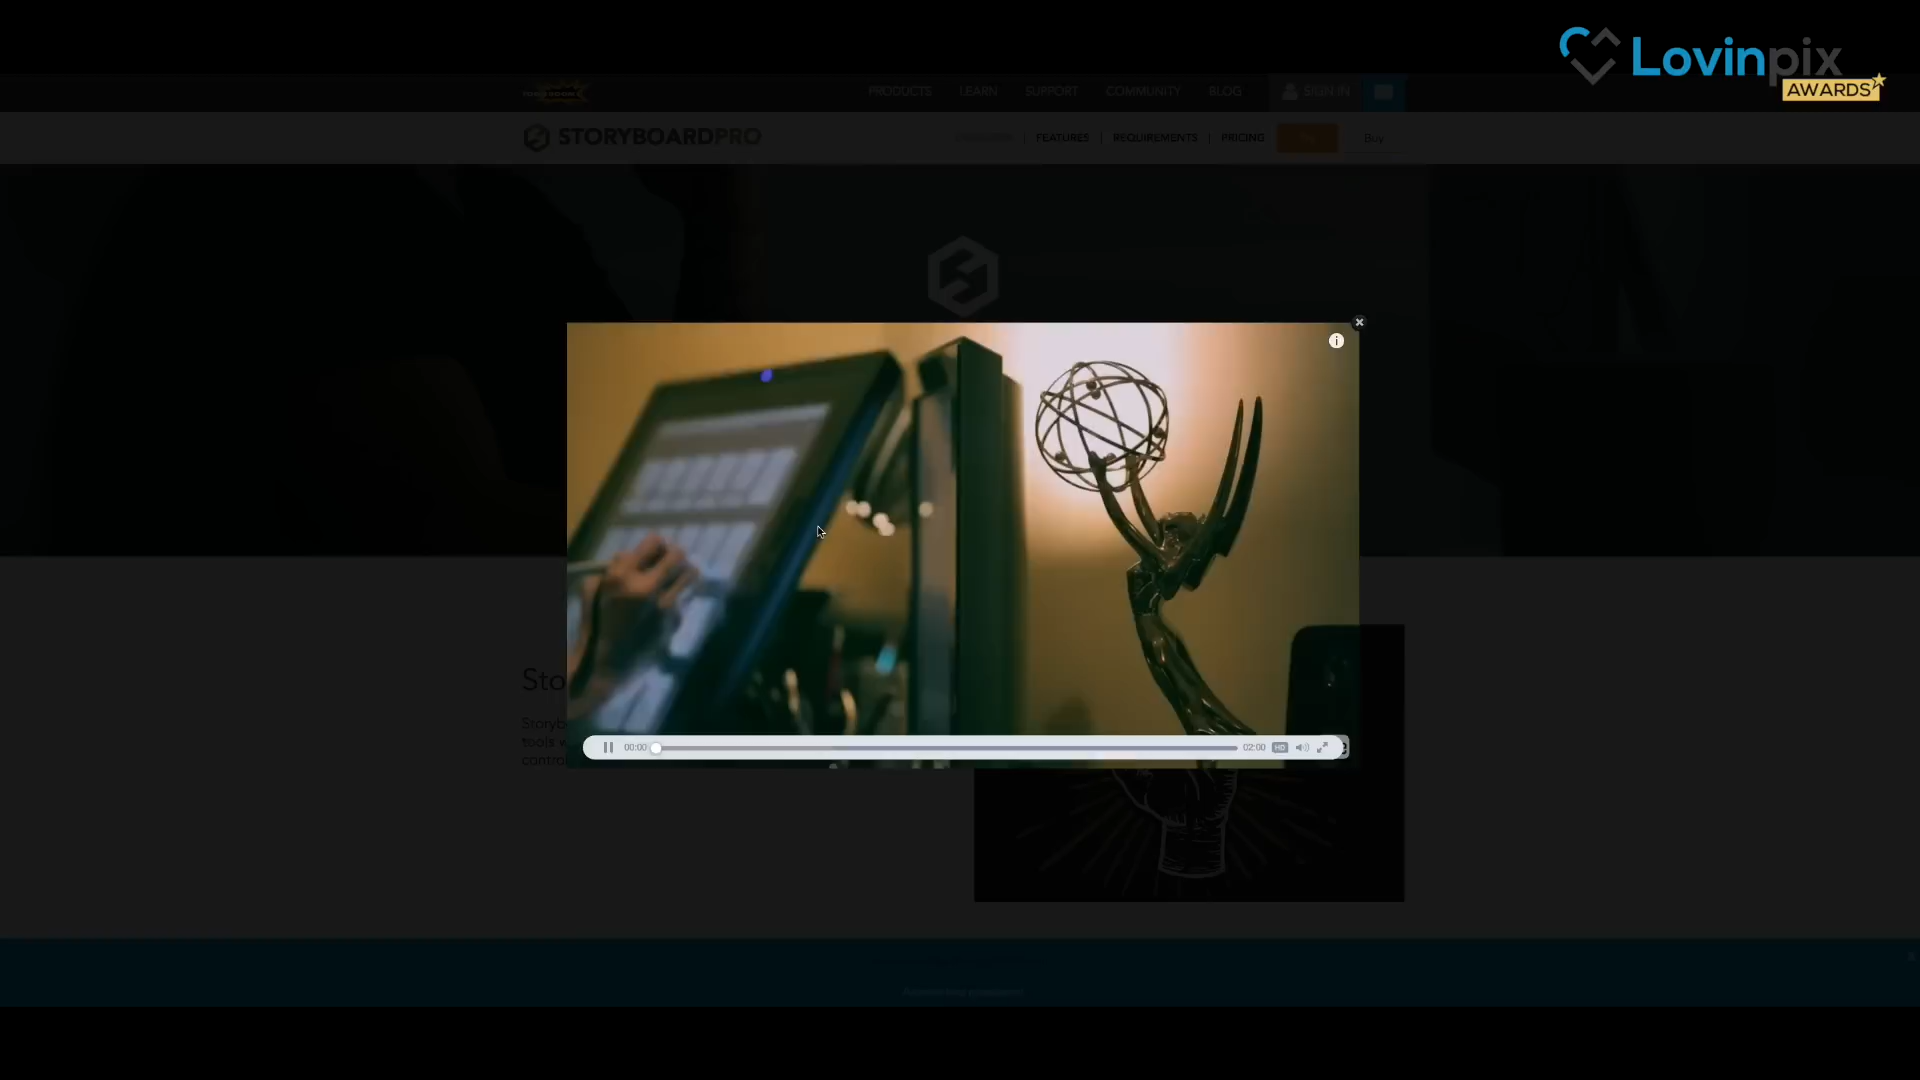 Lovinpix
AWARDS
PRODUCTS LEARN SUPPORT COMMUNITY BLOG SIGN IN
STORYBOARDPRO
FEATURES | REQUIREMENTS | PRICING Buy
Sto
Storyb
tools
contro
00:00 02:00 HD